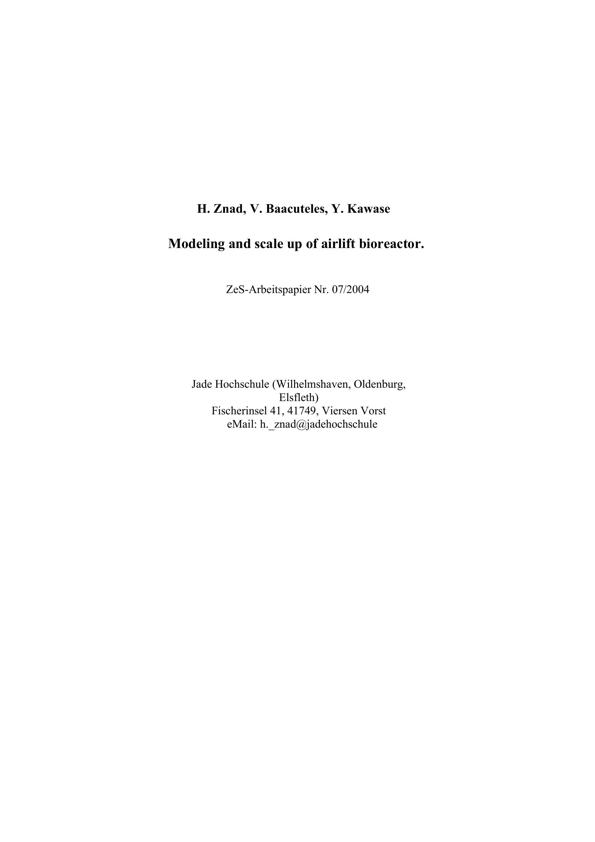 H. Znad, V. Baacuteles, Y. Kawase
Modeling and scale up of airlift bioreactor.
ZeS-Arbeitspapier Nr. 07/2004
Jade Hochschule (Wilhelmshaven, Oldenburg,
Elsfleth)
Fischerinsel 41, 41749, Viersen Vorst
eMail: h._znad@jadehochschule